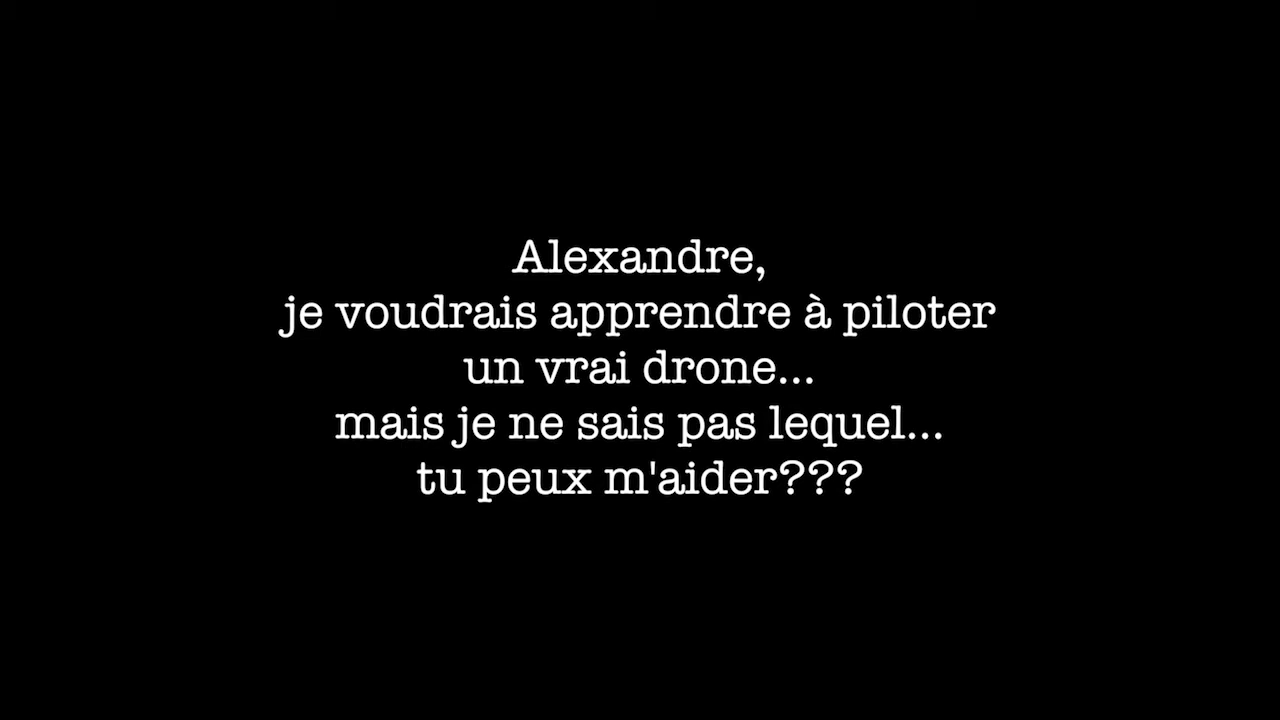 Alexandre,
je voudrais apprendre à piloter
un vrai drone...
mais je ne sais pas lequel...
tu peux m'aider???